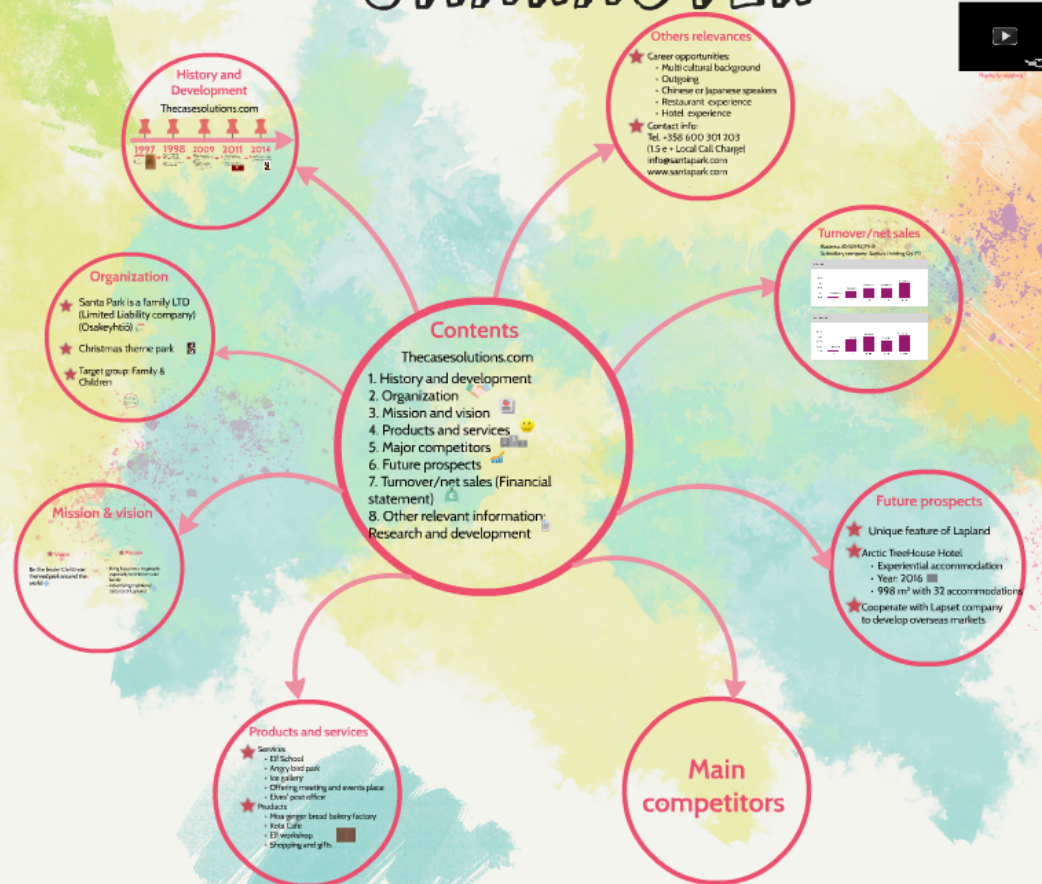 History and
Development
Thecasesolutions.com
1997 1998 2009 2011 2014
Others relevances
Career opportunities:
- Multi cultural background
- Outgoing
- Chinese or Japanese speakers
- Restaurant experience
- Hotel experience
Contact info:
Tel. +358 600 301 203
(1.5 e + Local Call Charge)
info@santapark.com
www.santapark.com
Turnover/net sales
Organization
Santa Park is a family LTD
(Limited Liability company)
(Osakeyhtiö)
Christmas theme park
Target group: Family &
Children
Contents
Thecasesolutions.com
1. History and development
2. Organization
3. Mission and vision
4. Products and services
5. Major competitors
6. Future prospects
7. Turnover/net sales (Financial
statement)
8. Other relevant information
Research and development
Mission & vision
Vision
Mission
Future prospects
Unique feature of Lapland
Arctic TreeHouse Hotel
• Experiential accommodation
• Year: 2016
• 998 m² with 32 accommodations
Cooperate with Lapset company
to develop overseas markets
Products and services
Services
• Elf School
• Angry bird park
• Ice gallery
• Offering meeting and events place
• Elves' post office
Products
• Mrs ginger bread bakery factory
• Kota Cafe
• Elf workshop
• Shopping and gifts
Main
competitors